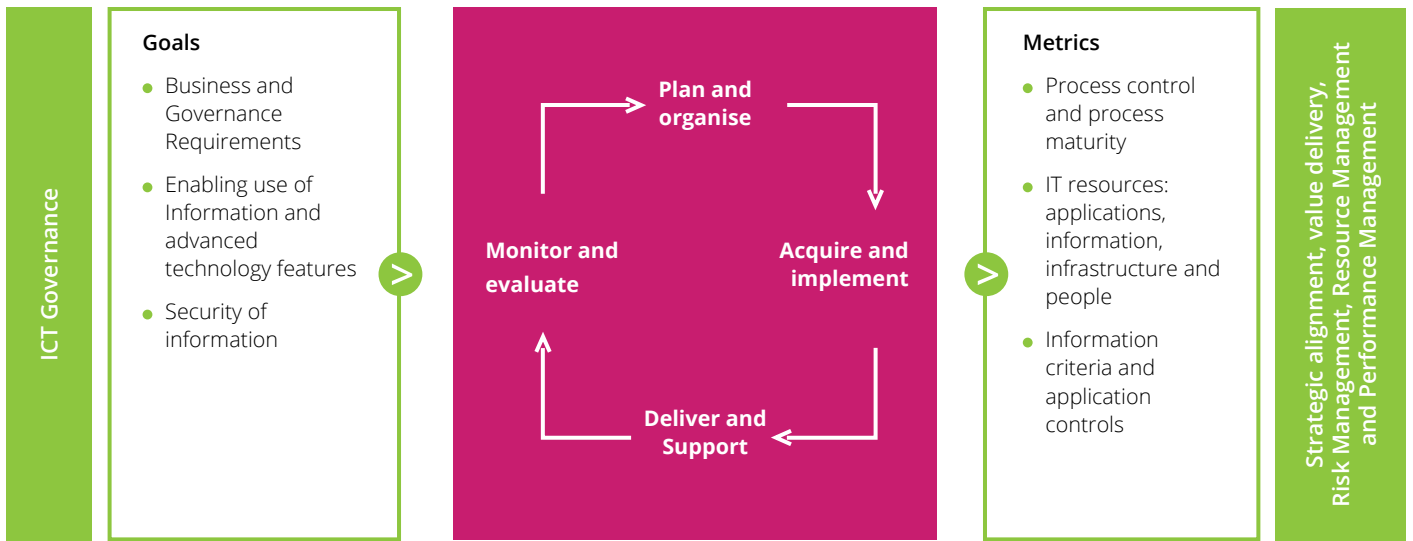 ICT Governance
Goals
Business and
Governance
Requirements
Enabling use of
Information and
advanced
technology features
Security of
information
>
Plan and
organise
Acquire and
implement
Deliver and
Support
Monitor and
evaluate
>
Metrics
Process control
and process
maturity
IT resources:
applications,
information,
infrastructure and
people
Information
criteria and
application
controls
Strategic alignment, value delivery,
Risk Management, Resource Management
and Performance Management